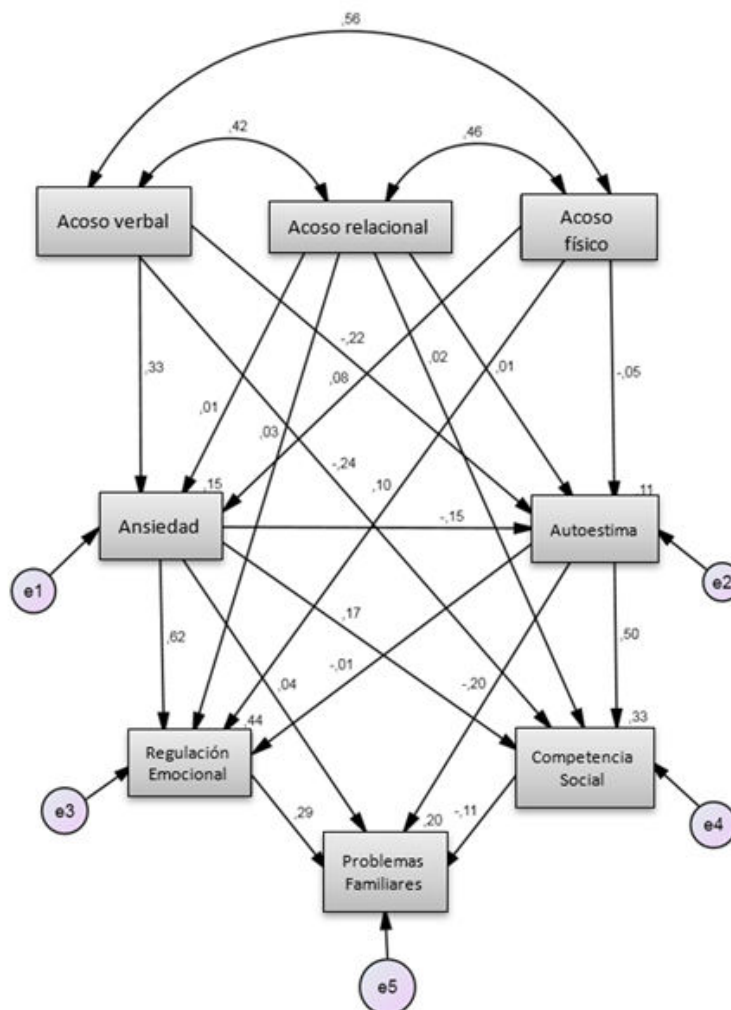 ,56
,42
,46
Acoso verbal
Acoso relacional
Acoso
físico
-,22
,02
,01
-,05
,33
,08
,01
,03
-,24
,10
,15
,11
Ansiedad
-,15
Autoestima
e1
e2
,17
,50
,62
-,01
,04
-,20
,44
,33
Regulación
Emocional
Competencia
Social
e3
e4
,29
,20
-,11
Problemas
Familiares
e5